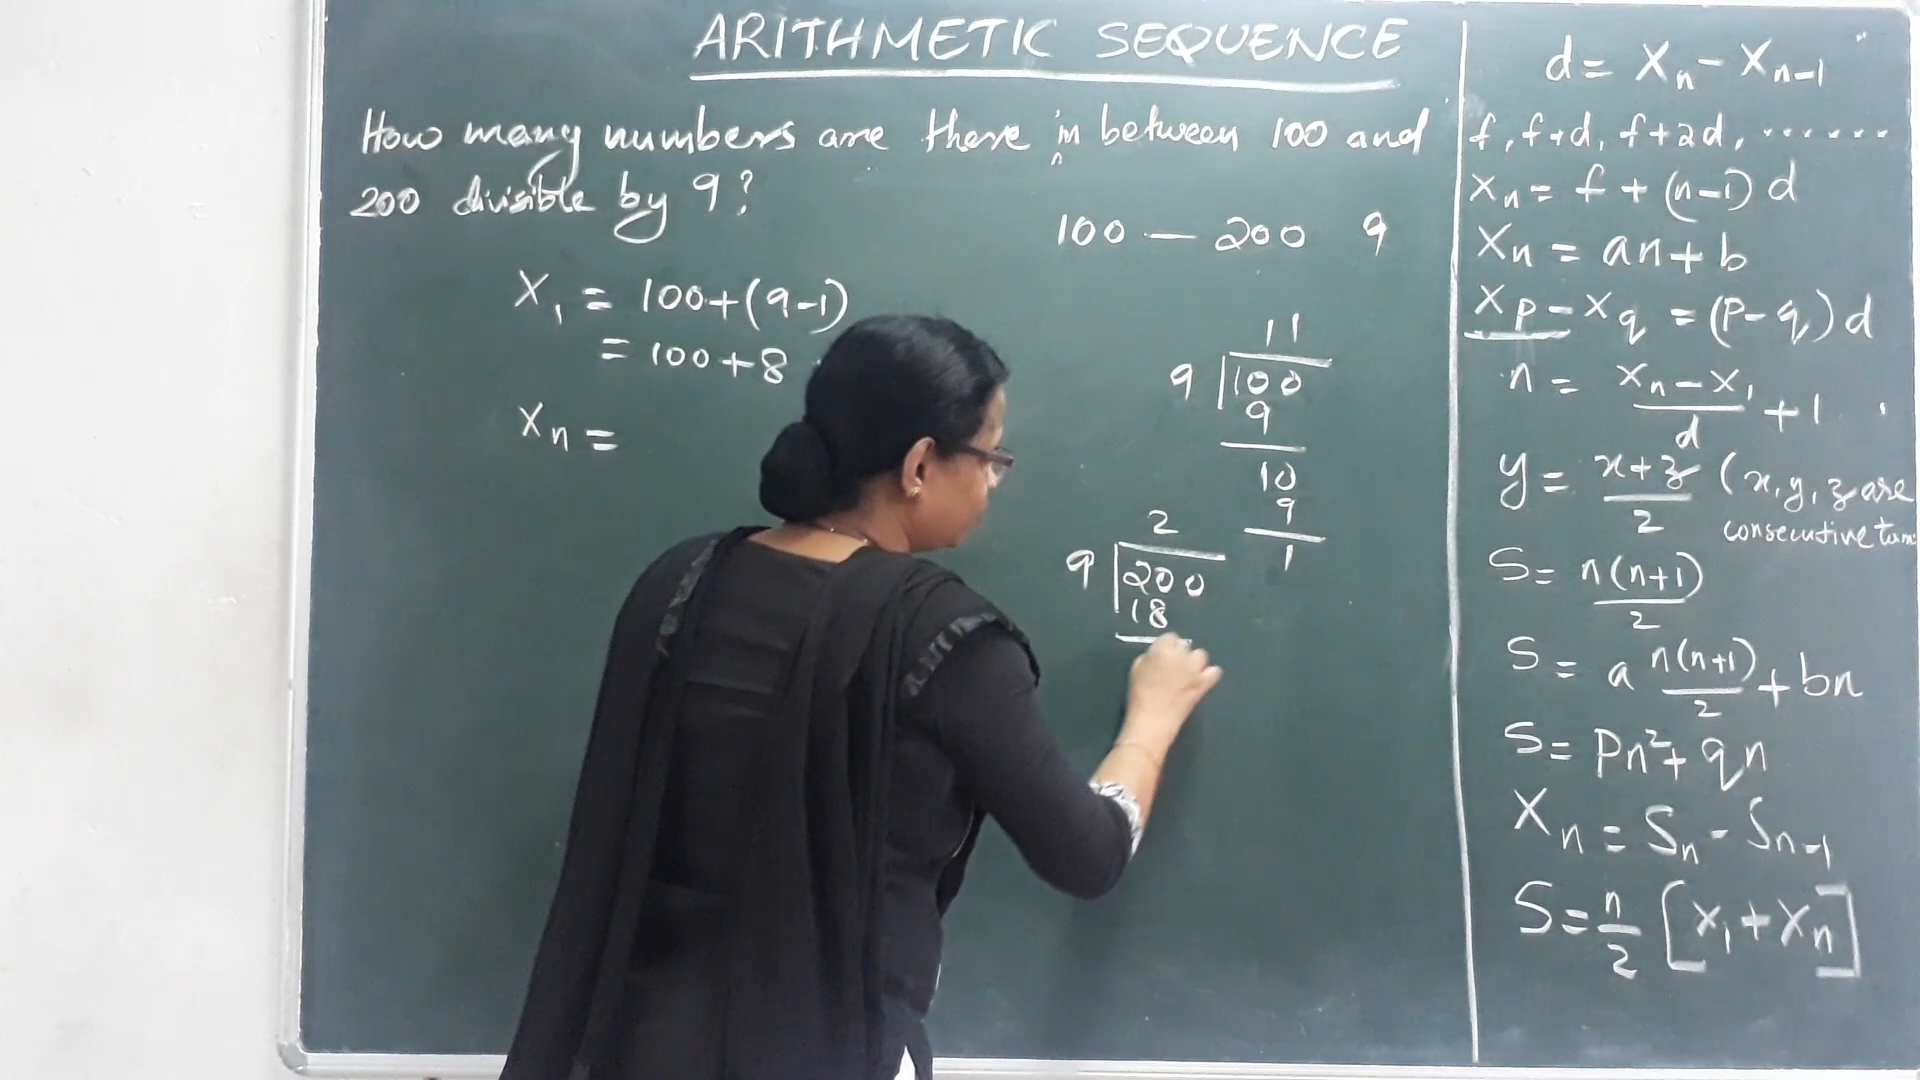 ARITHMETIC SEQUENCE
How many numbers are there in between 100 and
200 divisible by 9?
100 — 200 9
X₁ = 100+(9-1)
= 100+8
Xₙ =
11
9 100
9
10
9
1
2
9 200
18
d = Xₙ - Xₙ₋₁
f, f+d, f+2d, ......
Xₙ = f + (n-1) d
Xₙ = an + b
Xp - Xq = (p-q) d
n = (Xₙ - X₁)/d + 1
y = (x+z)/2 (x, y, z are
consecutive
S = n(n+1)/2
S = a n(n+1)/2 + bn
S = pn² + qn
Xₙ = Sₙ - Sₙ₋₁
S = n/2 [X₁ + Xₙ]